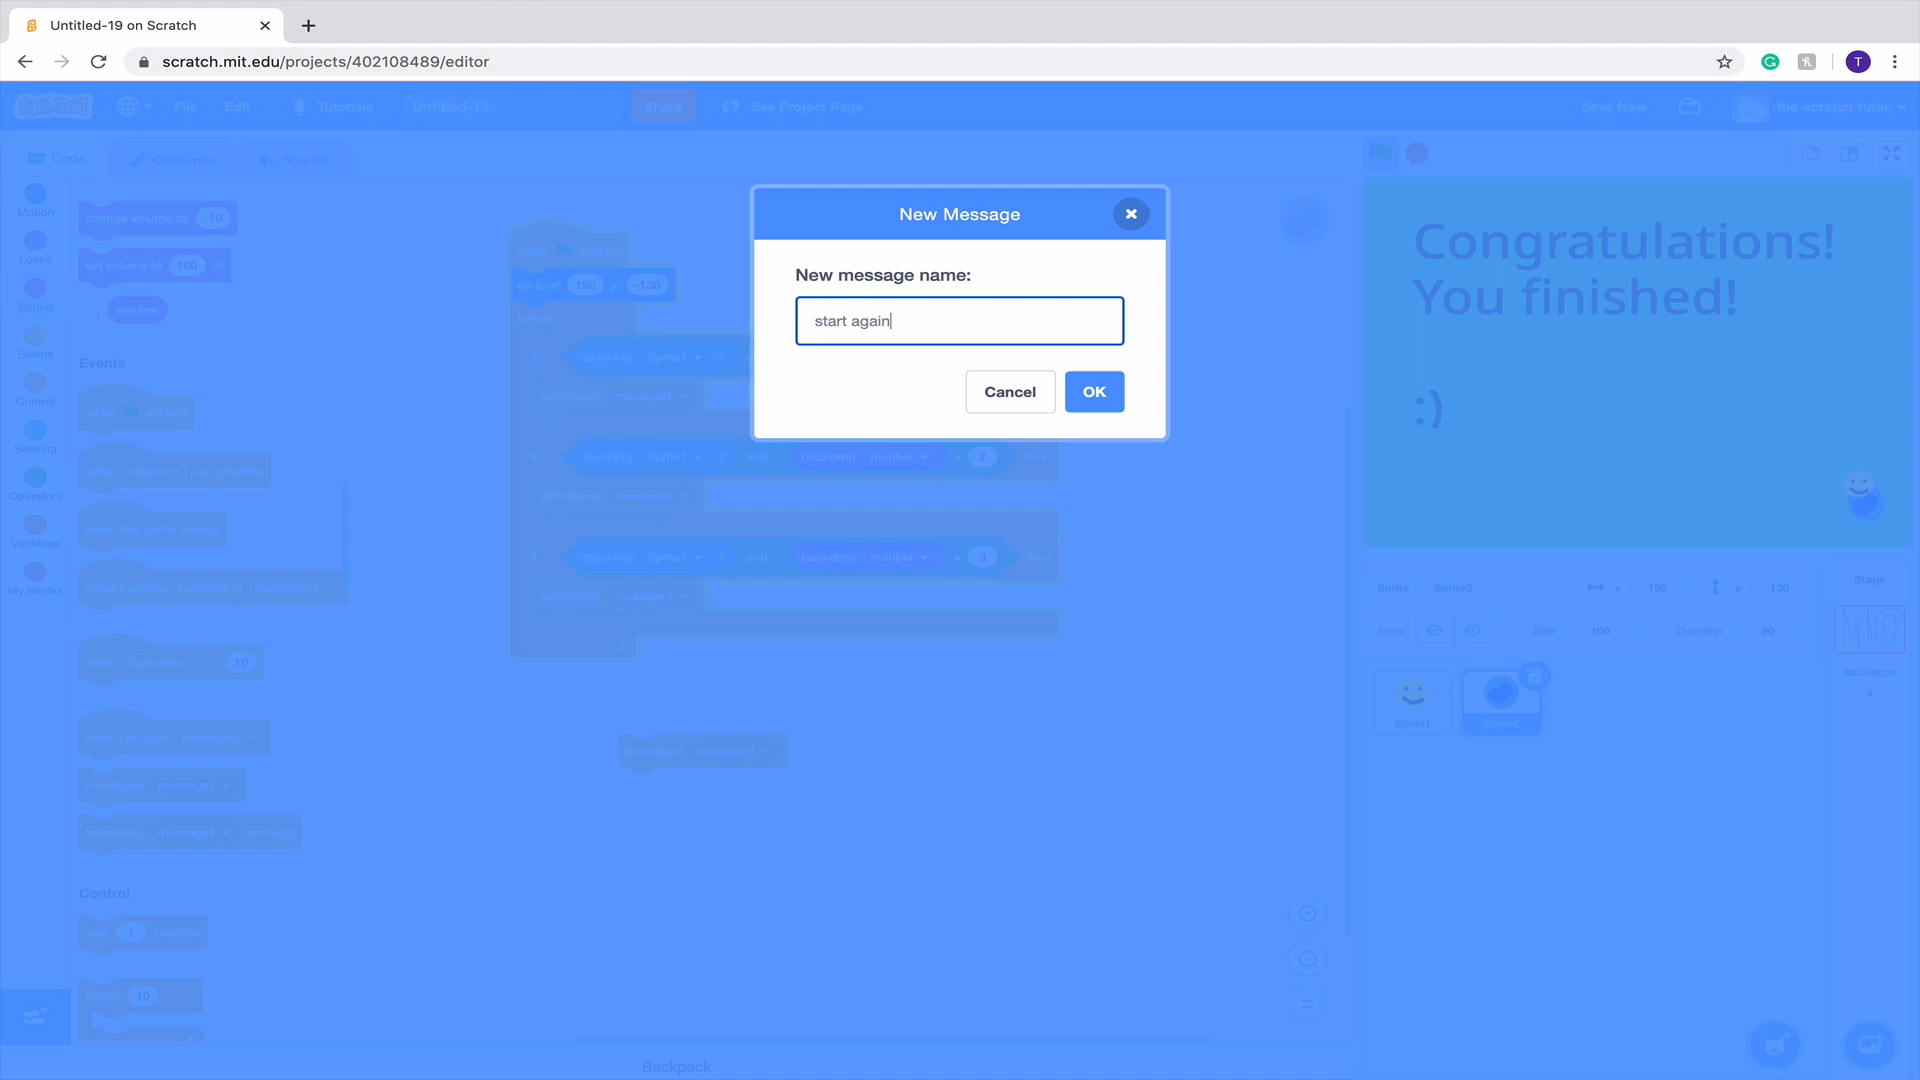 Untitled-19 on Scratch
scratch.mit.edu/projects/402108489/editor
T
SCRATCH
File
Edit
Tutorials
Untitled-19
Share
See Project Page
Save Now
the-scratch-tutor
Code
Costumes
Sounds
Motion
Looks
Sound
Events
Control
Sensing
Operators
Variables
My Blocks
change volume by -10
set volume to 100 %
volume
Events
when clicked
when space key pressed
when this sprite clicked
when backdrop switches to backdrop1
when loudness > 10
when I receive message1
broadcast message1
broadcast message1 and wait
Control
wait 1 seconds
repeat 10
when clicked
go to x: 190 y: -130
forever
if touching Sprite1 ?
broadcast message1
if touching Sprite1 ? and backdrop number = 2 then
broadcast message2
if touching Sprite1 ? and backdrop number = 3 then
broadcast message3
broadcast message1
New Message
New message name:
start again
Cancel
OK
Congratulations!
You finished!
:)
Sprite
Sprite2
x
190
y
-130
Show
Size
100
Direction
90
Sprite1
Sprite2
Stage
Backdrops
4
Backpack